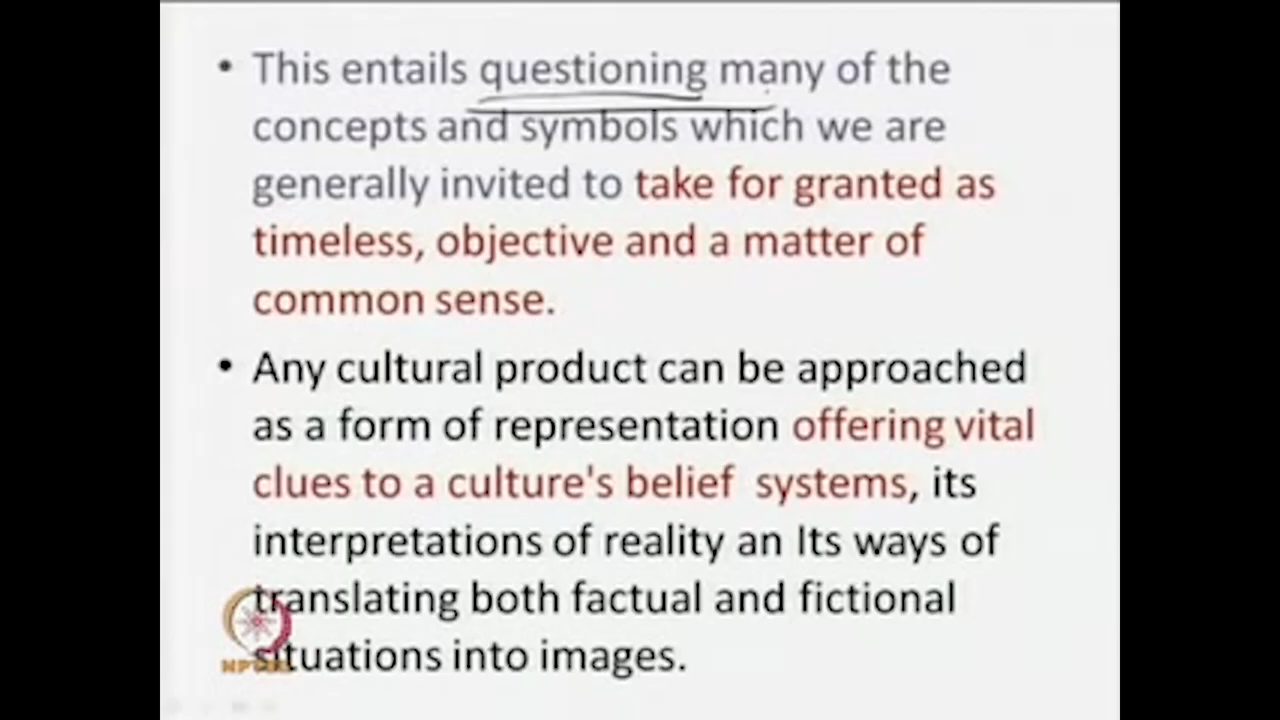 • This entails questioning many of the
concepts and symbols which we are
generally invited to take for granted as
timeless, objective and a matter of
common sense.
• Any cultural product can be approached
as a form of representation offering vital
clues to a culture's belief systems, its
interpretations of reality an Its ways of
translating both factual and fictional
situations into images.